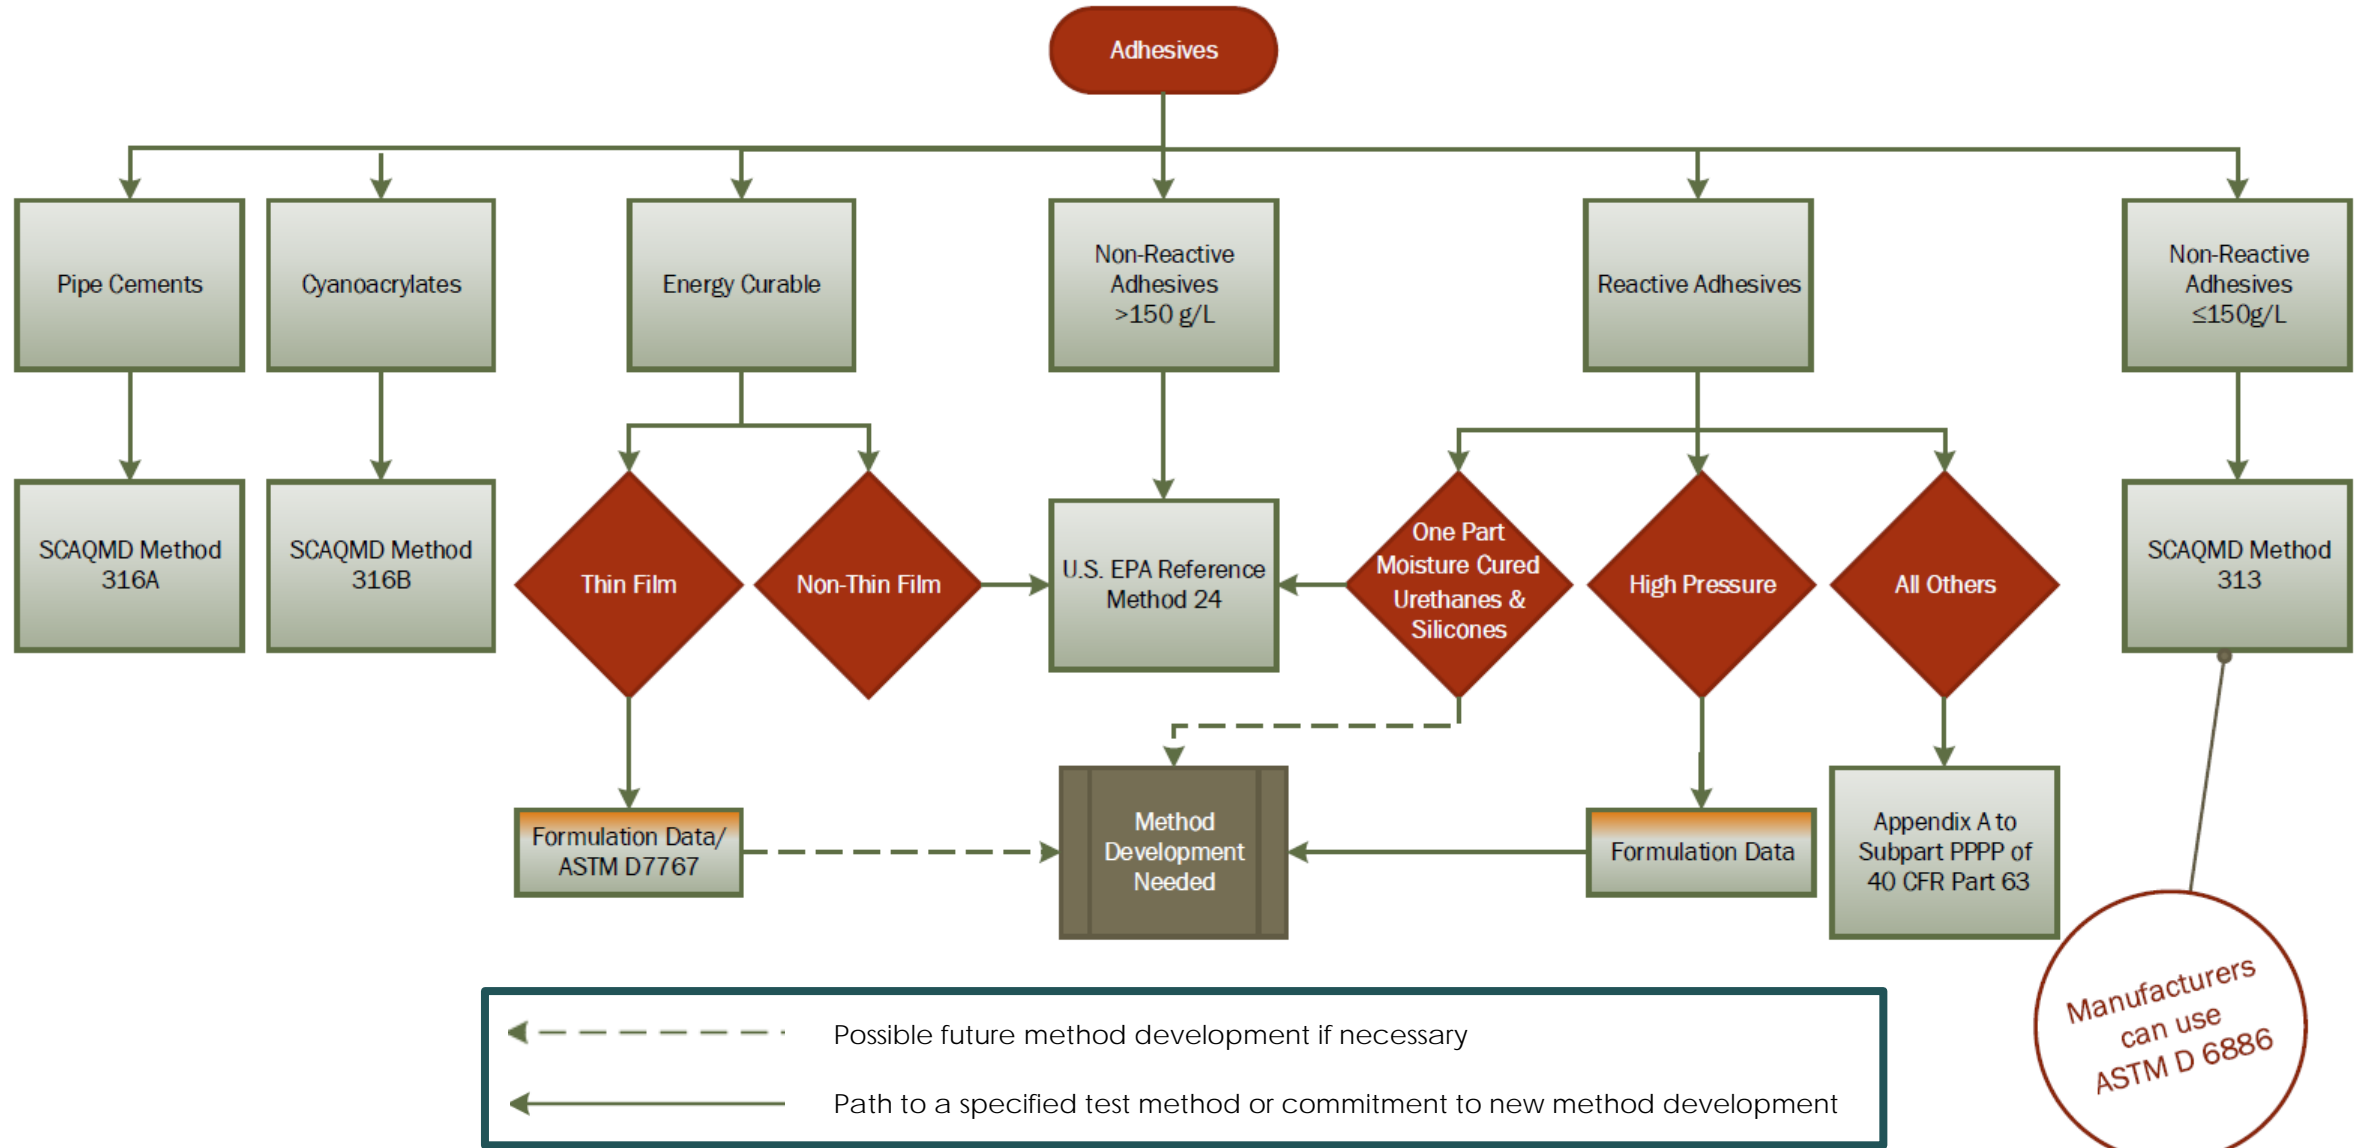 Adhesives
Pipe Cements
Cyanoacrylates
Energy Curable
Non-Reactive
Adhesives
>150 g/L
Reactive Adhesives
Non-Reactive
Adhesives
≤150g/L
SCAQMD Method
316A
SCAQMD Method
316B
Thin Film
Non-Thin Film
U.S. EPA Reference
Method 24
One Part
Moisture Cured
Urethanes &
Silicones
High Pressure
All Others
SCAQMD Method
313
Formulation Data/
ASTM D7767
Method
Development
Needed
Formulation Data
Appendix A to
Subpart PPPP of
40 CFR Part 63
Manufacturers
can use
ASTM D 6886
Possible future method development if necessary
Path to a specified test method or commitment to new method development